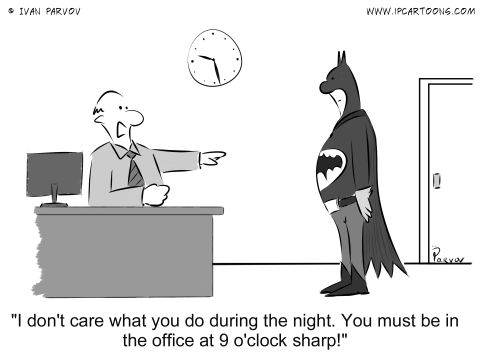 © IVAN PARVOV
WWW.IPCARTOONS.COM
Parvov
"I don't care what you do during the night. You must be in
the office at 9 o'clock sharp!"